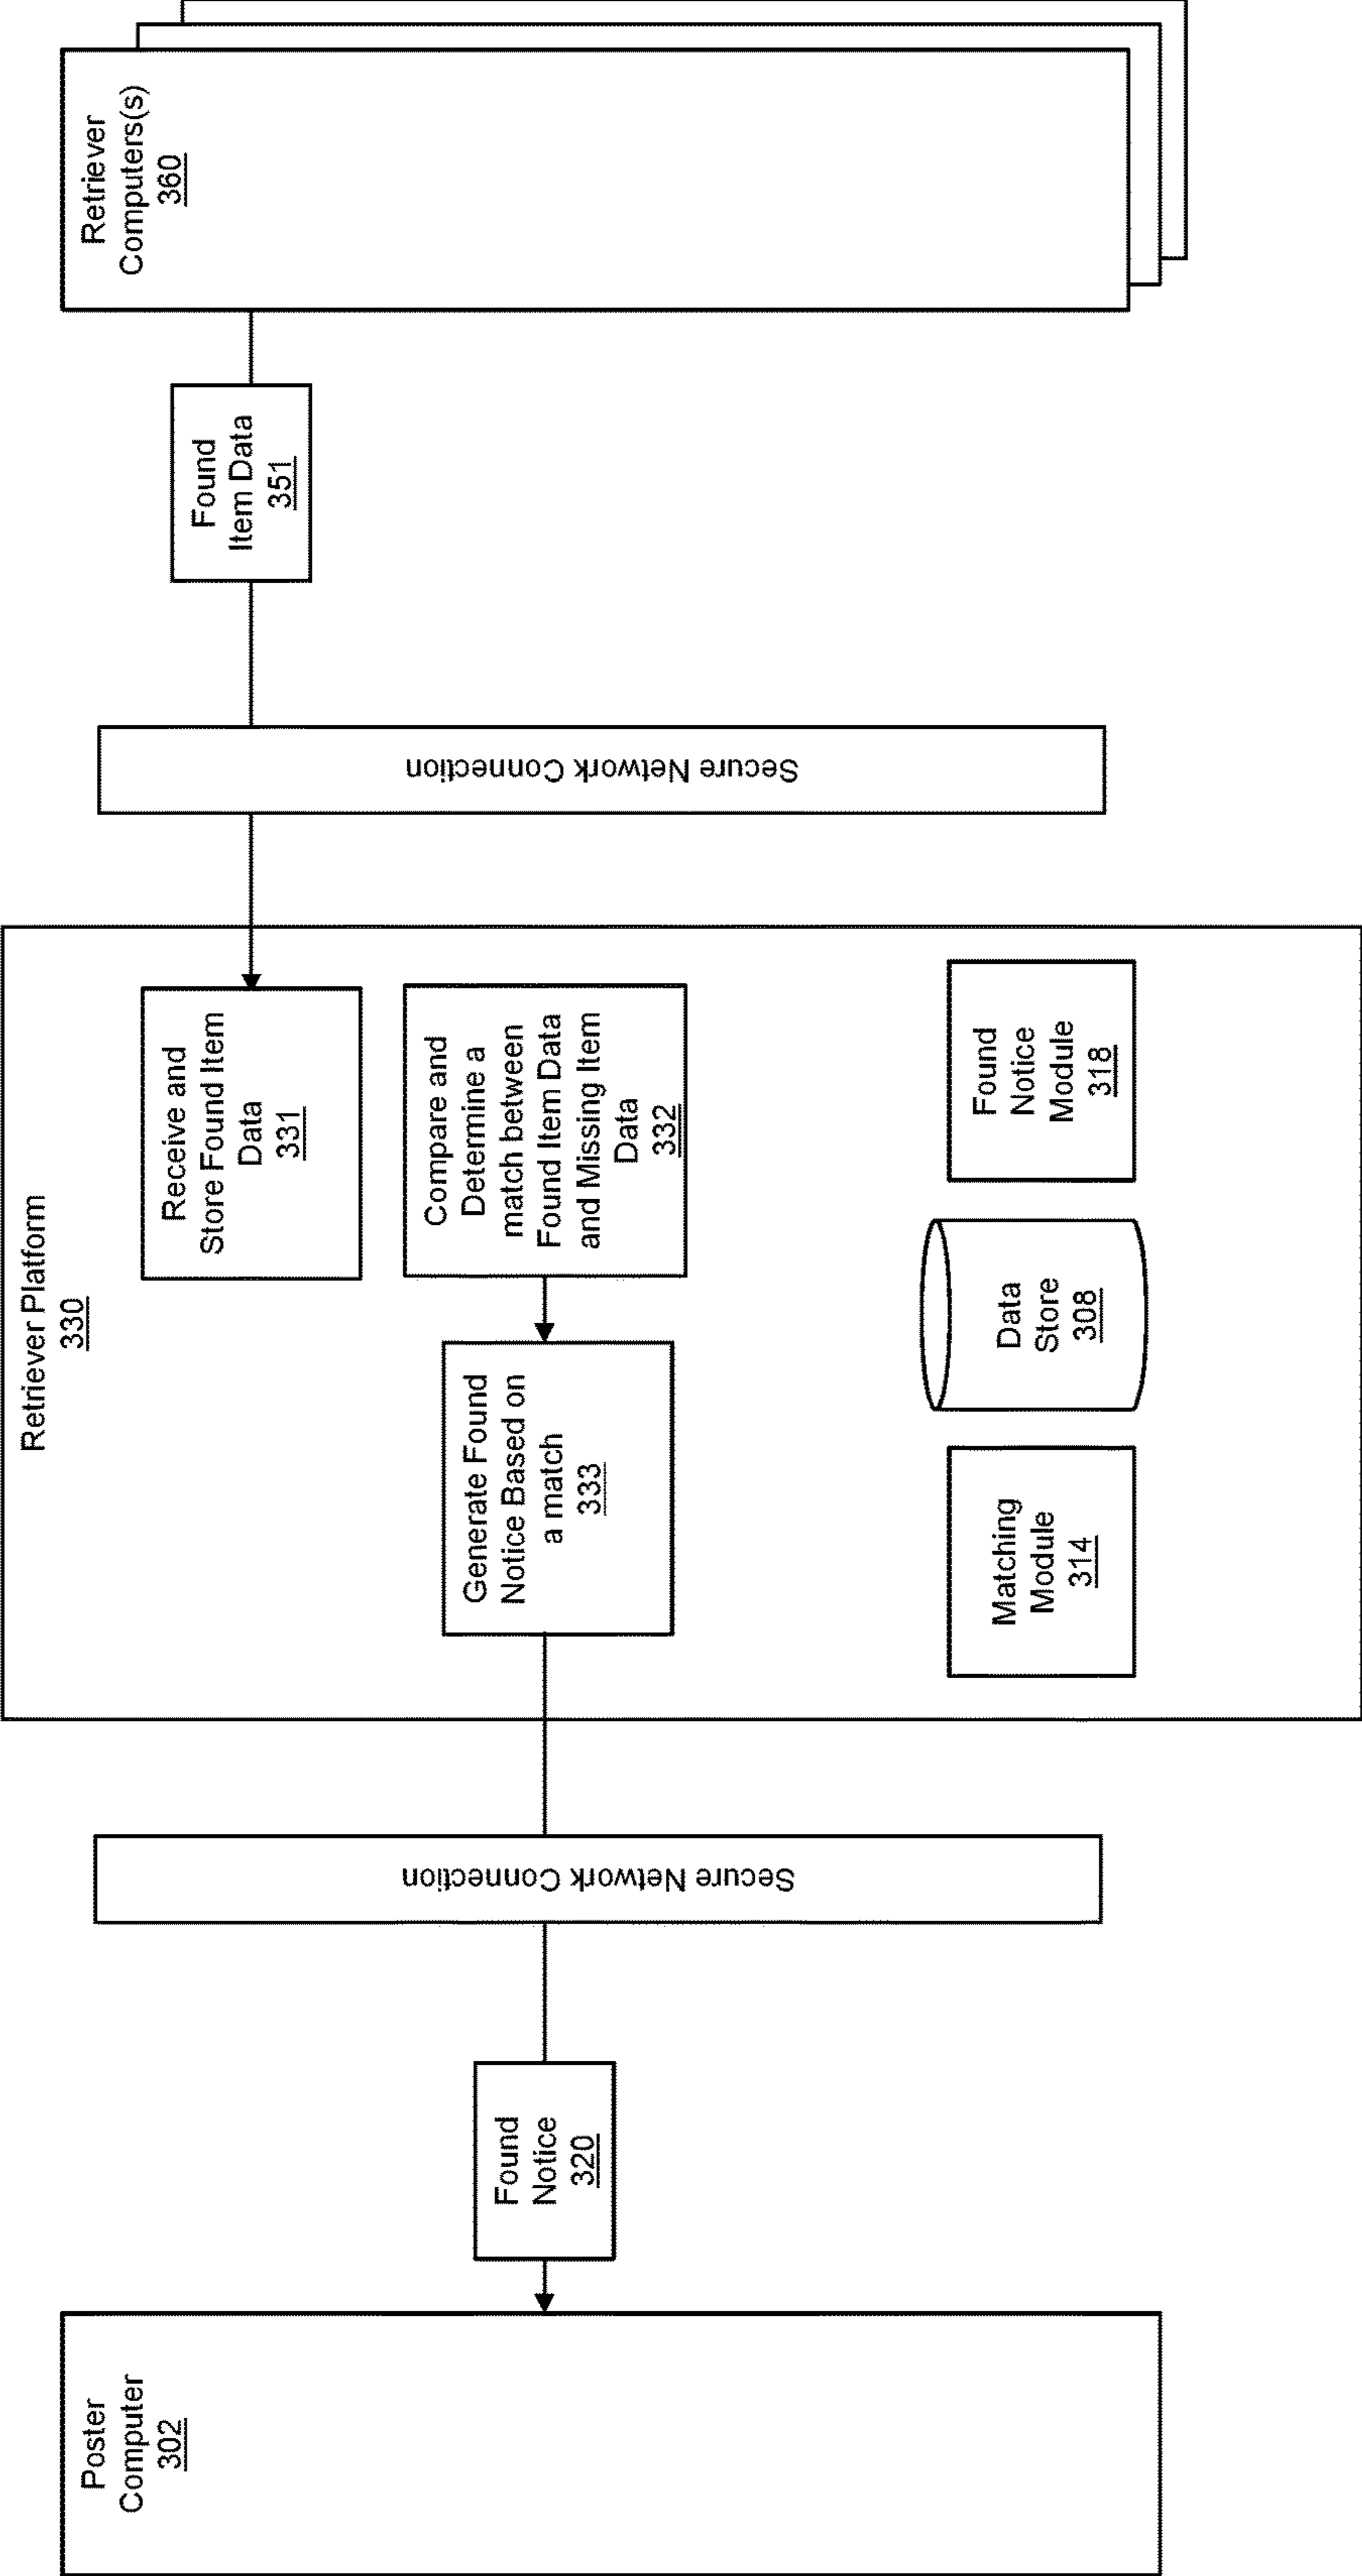 Poster
Computer
302
Found
Notice
320
Secure Network Connection
Retriever Platform
330
Receive and
Store Found Item
Data
331
Generate Found
Notice Based on
a match
333
Compare and
Determine a
match between
Found Item Data
and Missing Item
Data
332
Matching
Module
314
Data
Store
308
Found
Notice
Module
318
Secure Network Connection
Found
Item Data
351
Retriever
Computers(s)
360